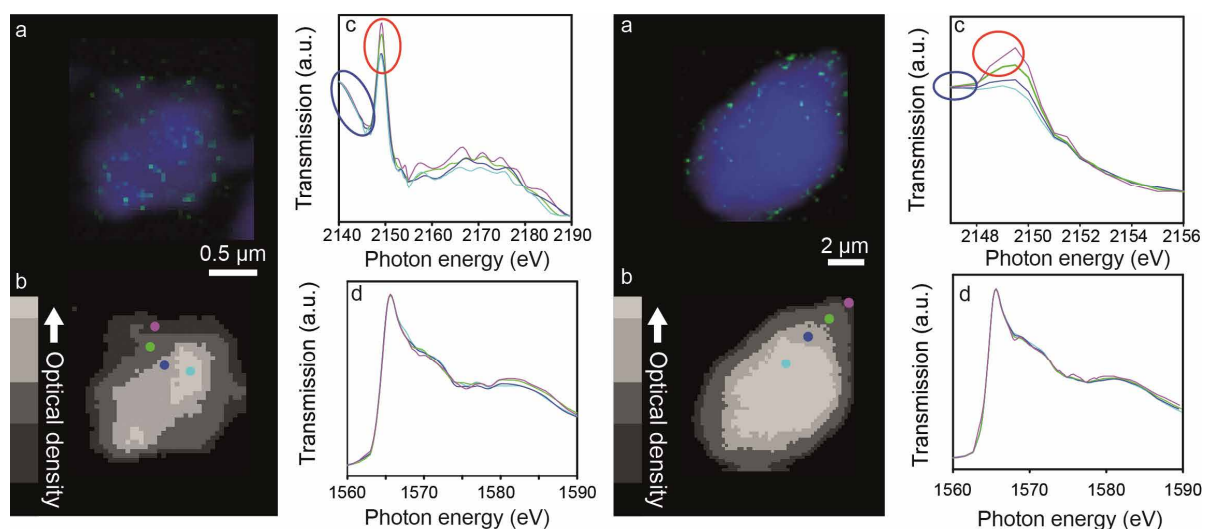 a
0.5 µm
b
Optical density
c
Transmission (a.u.)
2140 2150 2160 2170 2180 2190
Photon energy (eV)
d
Transmission (a.u.)
1560 1570 1580 1590
Photon energy (eV)
a
2 µm
b
Optical density
c
Transmission (a.u.)
2148 2150 2152 2154 2156
Photon energy (eV)
d
Transmission (a.u.)
1560 1570 1580 1590
Photon energy (eV)